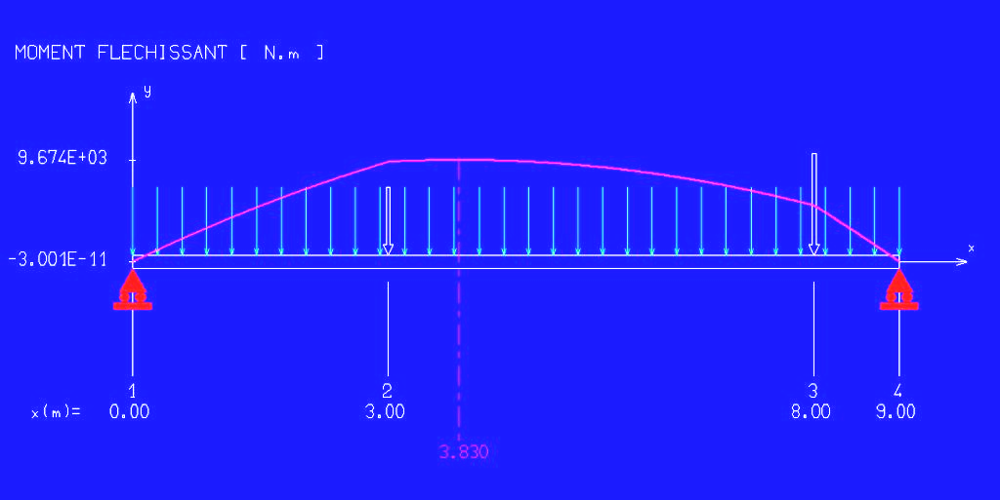 MOMENT FLECHISSANT [ N.m ]
y
9.674E+03
-3.001E-11
x
1 2 3 4
x(m)= 0.00 3.00 8.00 9.00
3.830